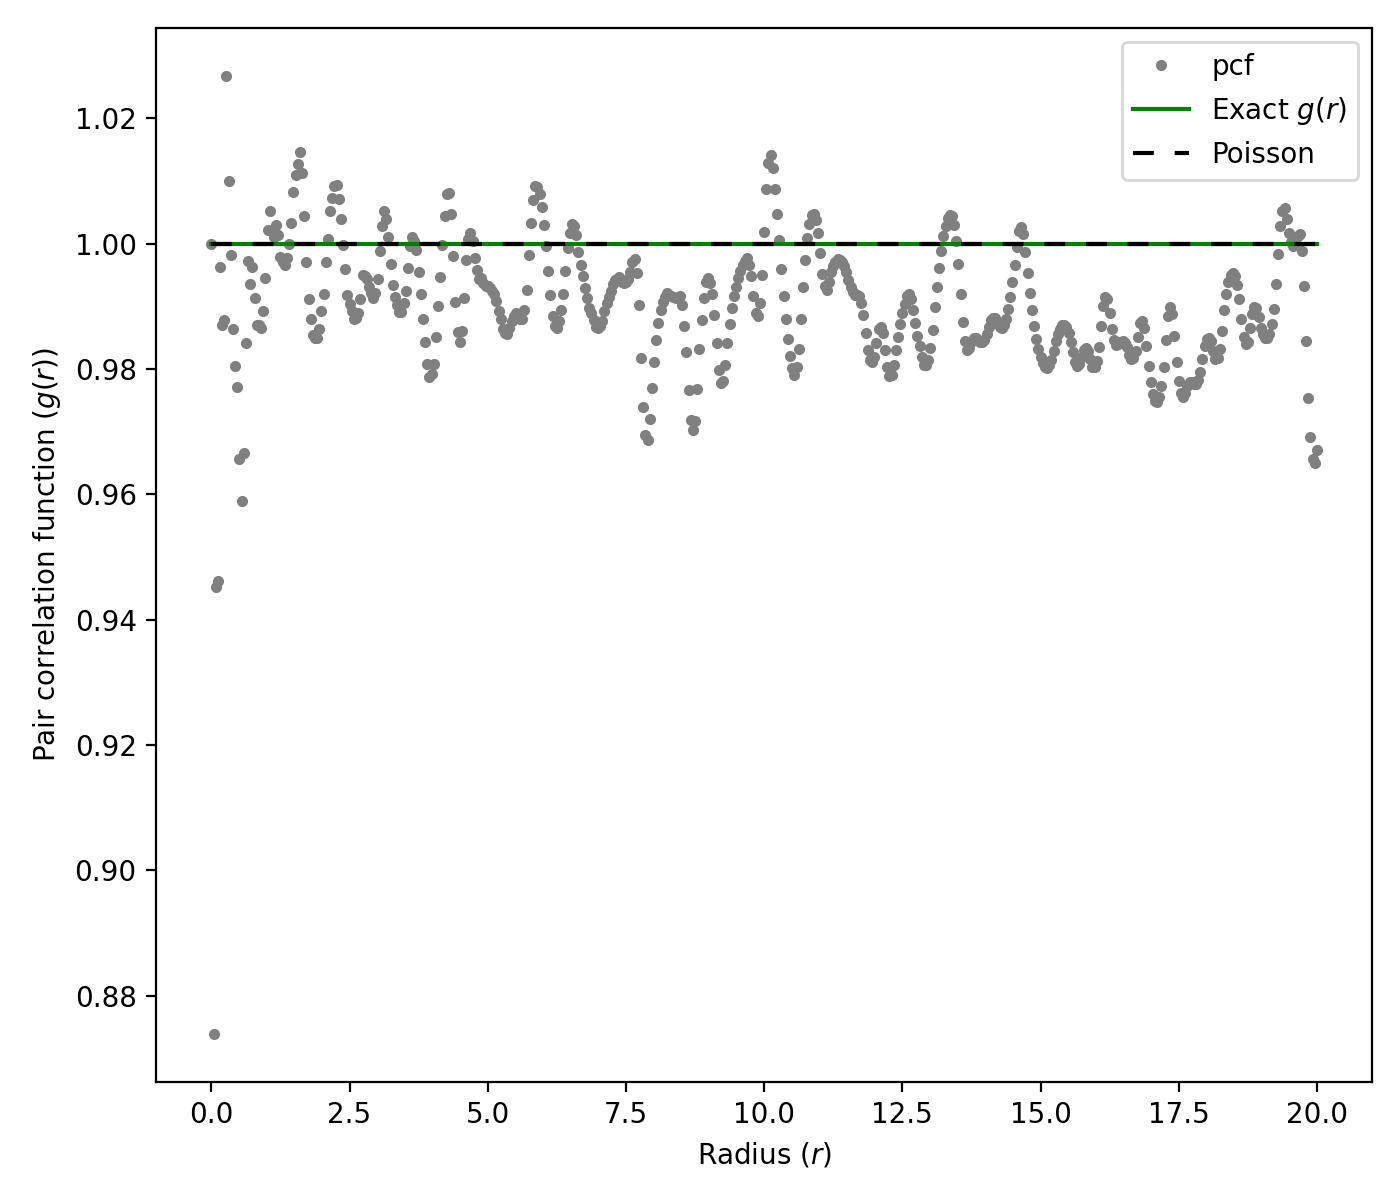 pcf
Exact g(r)
Poisson
1.02
1.00
0.98
0.96
0.94
0.92
0.90
0.88
Pair correlation function (g(r))
0.0 2.5 5.0 7.5 10.0 12.5 15.0 17.5 20.0
Radius (r)